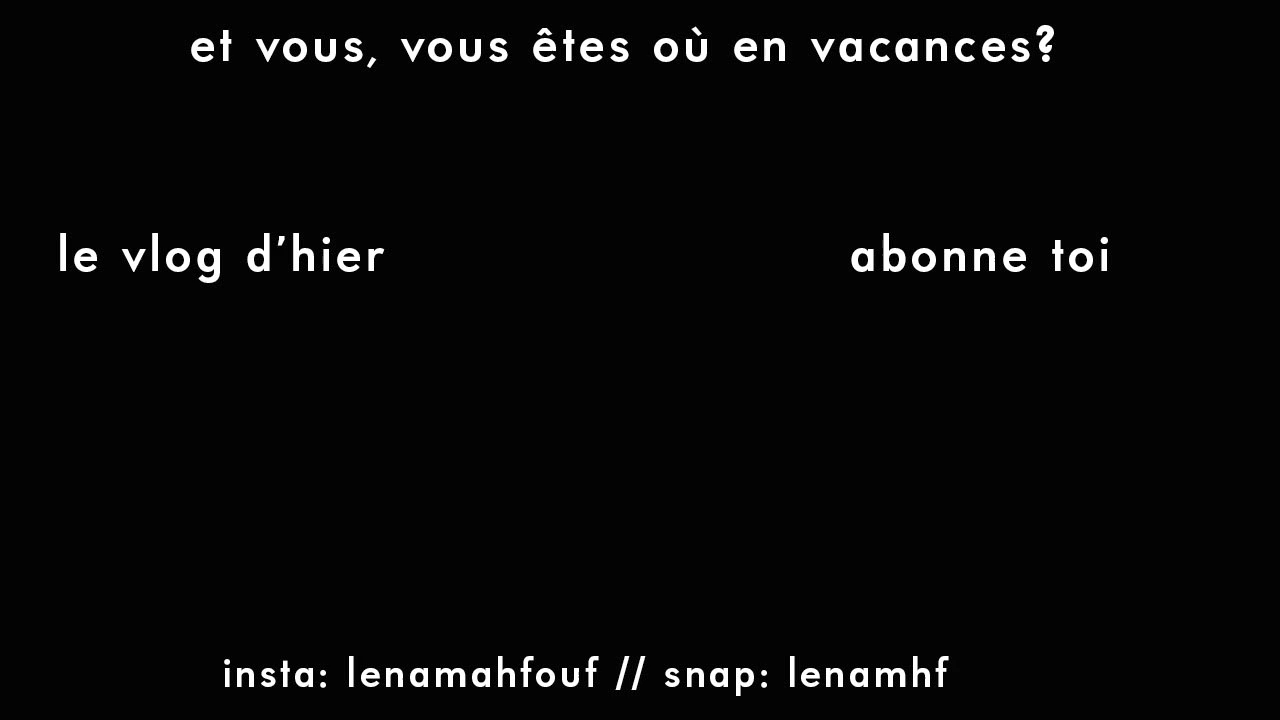 et vous, vous êtes où en vacances?
le vlog d'hier
abonne toi
insta: lenamahfouf // snap: lenamhf